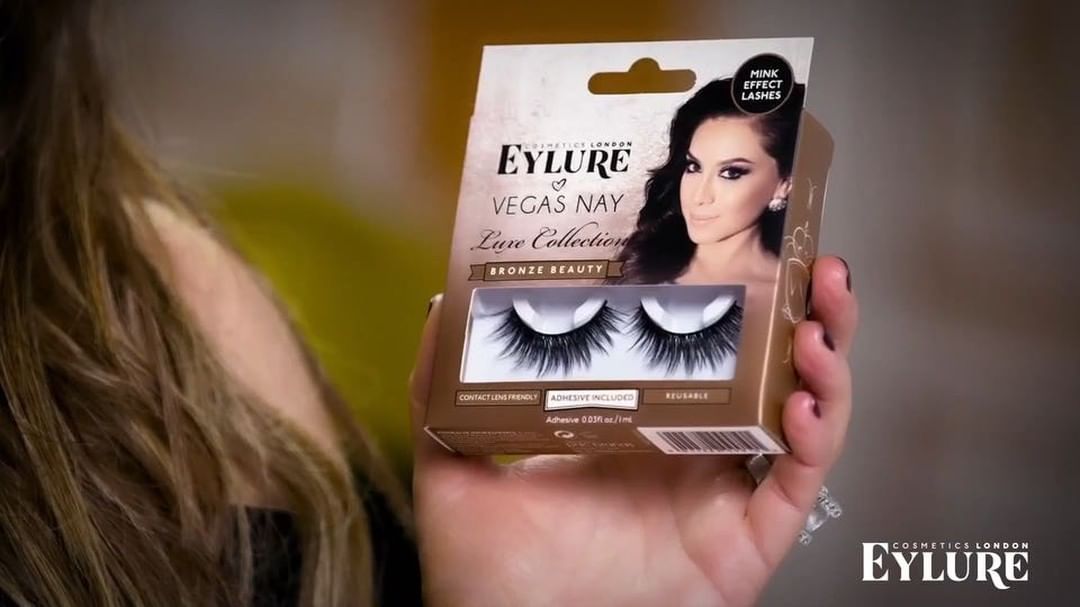 MINK
EFFECT
LASHES
COSMETICS LONDON
EYLURE
VEGAS NAY
Luxe Collection
BRONZE BEAUTY
CONTACT LENS FRIENDLY
ADHESIVE INCLUDED
REUSABLE
Adhesive 0.03fl.oz./1mL
COSMETICS LONDON
EYLURE